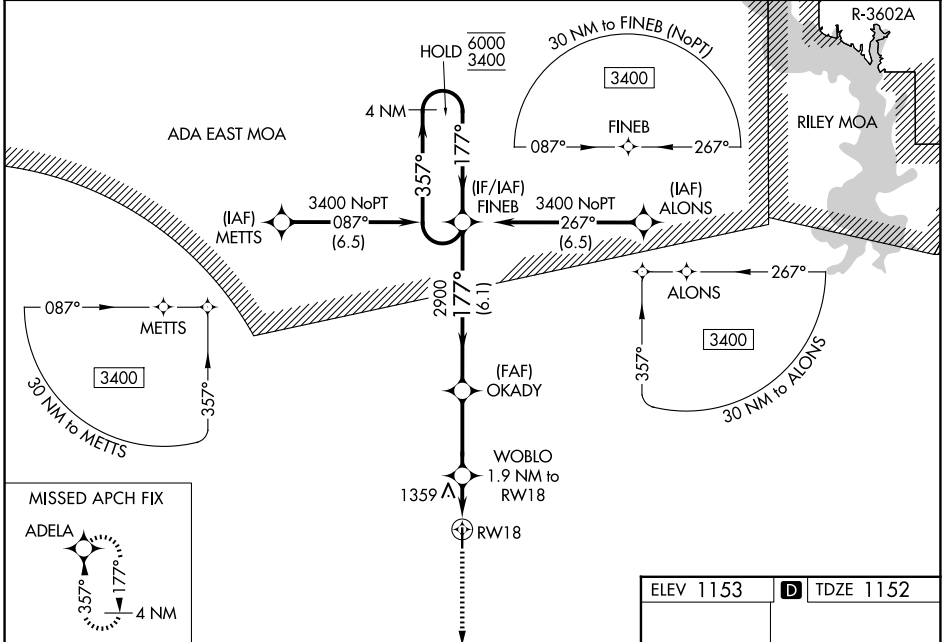 R-3602A
HOLD 6000
3400
30 NM to FINEB (NoPT)
3400
4 NM
ADA EAST MOA
RILEY MOA
FINEB
087°
267°
357°
177°
(IF/IAF)
FINEB
(IAF)
METTS
3400 NoPT
087°
(6.5)
3400 NoPT
267°
(6.5)
(IAF)
ALONS
2900
177°
(6.1)
087°
METTS
3400
357°
30 NM to METTS
267°
ALONS
3400
357°
30 NM to ALONS
(FAF)
OKADY
WOBLO
1.9 NM to
RW18
1359
RW18
MISSED APCH FIX
ADELA
357°
177°
4 NM
ELEV 1153 D TDZE 1152